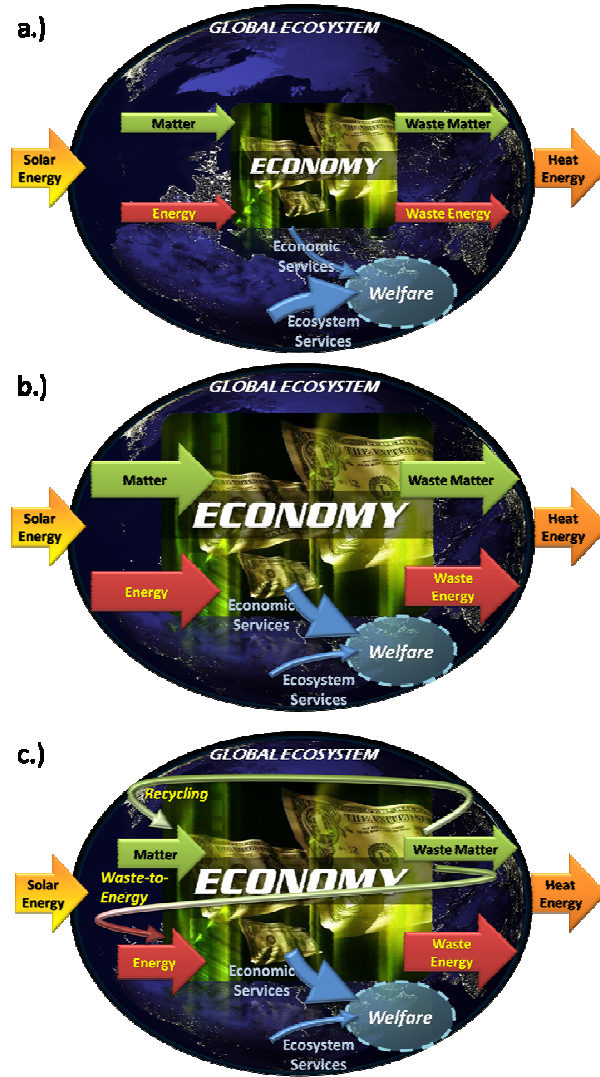 a.)
GLOBAL ECOSYSTEM
Matter
Waste Matter
Solar
Energy
ECONOMY
Heat
Energy
Energy
Waste Energy
Economic
Services
Welfare
Ecosystem
Services
b.)
GLOBAL ECOSYSTEM
Matter
Waste Matter
Solar
Energy
ECONOMY
Heat
Energy
Energy
Waste
Energy
Economic
Services
Welfare
Ecosystem
Services
c.)
GLOBAL ECOSYSTEM
Recycling
Matter
Waste Matter
Waste-to-
Energy
Solar
Energy
ECONOMY
Heat
Energy
Energy
Waste
Energy
Economic
Services
Welfare
Ecosystem
Services